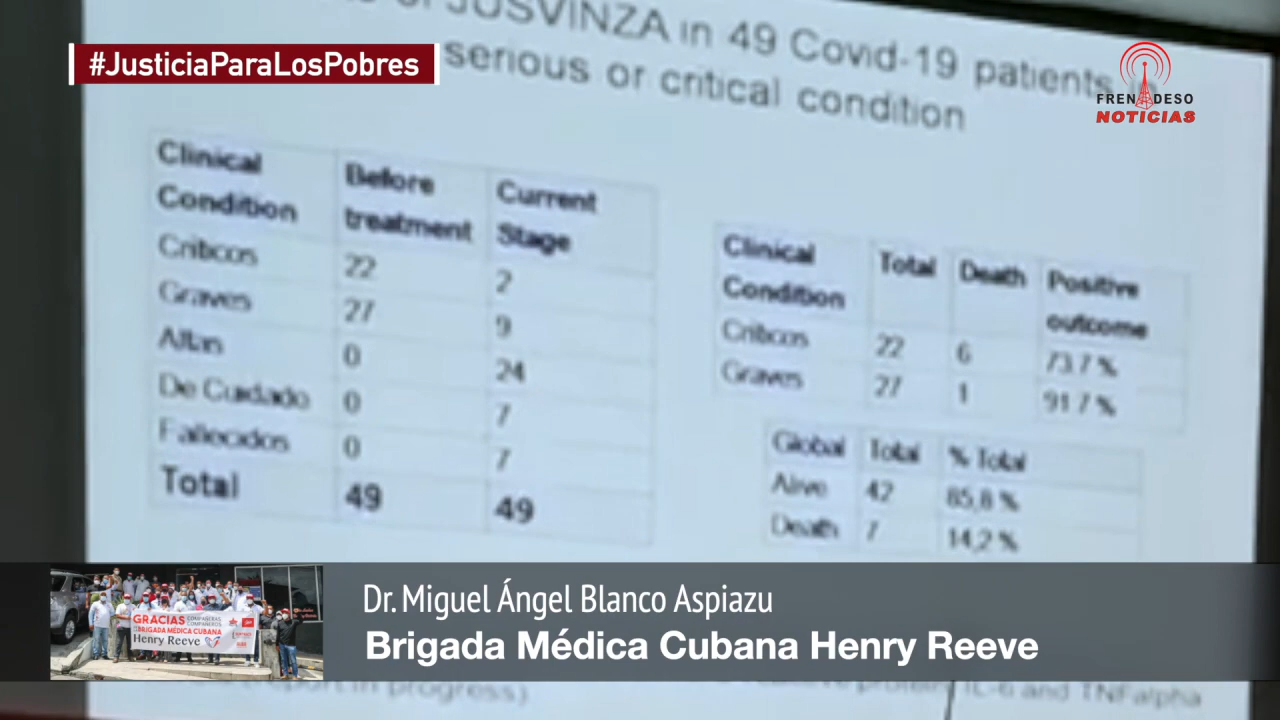 #JusticiaParaLosPobres
FRENADESO
NOTICIAS
of JUSVINZA in 49 Covid-19 patients
serious or critical condition
Clinical Condition Before treatment Current Stage
Criticos 22 2
Graves 27 9
Altas 0 24
De Cuidado 0 7
Fallecidos 0 7
Total 49 49
Clinical Condition Total Death Positive outcome
Criticos 22 6 73.7 %
Graves 27 1 91.7 %
Global Total % Total
Alive 42 85,8 %
Death 7 14,2 %
GRACIAS COMPAÑERAS COMPAÑEROS
BRIGADA MÉDICA CUBANA
Henry Reeve
Dr. Miguel Ángel Blanco Aspiazu
Brigada Médica Cubana Henry Reeve
in progress)
IL-6 and TNFalpha